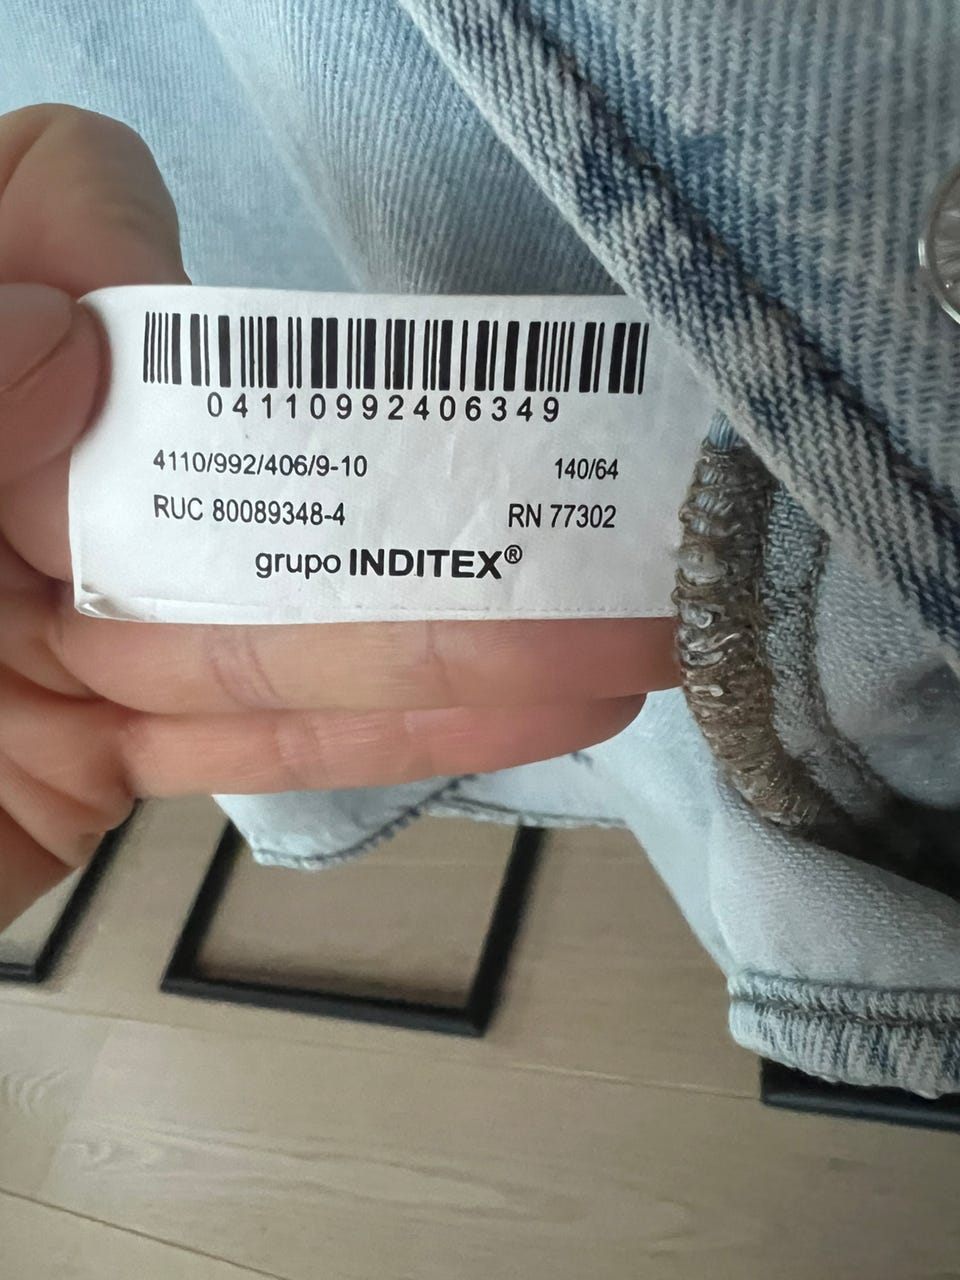 04110992406349
4110/992/406/9-10 140/64
RUC 80089348-4 RN 77302
grupo INDITEX®